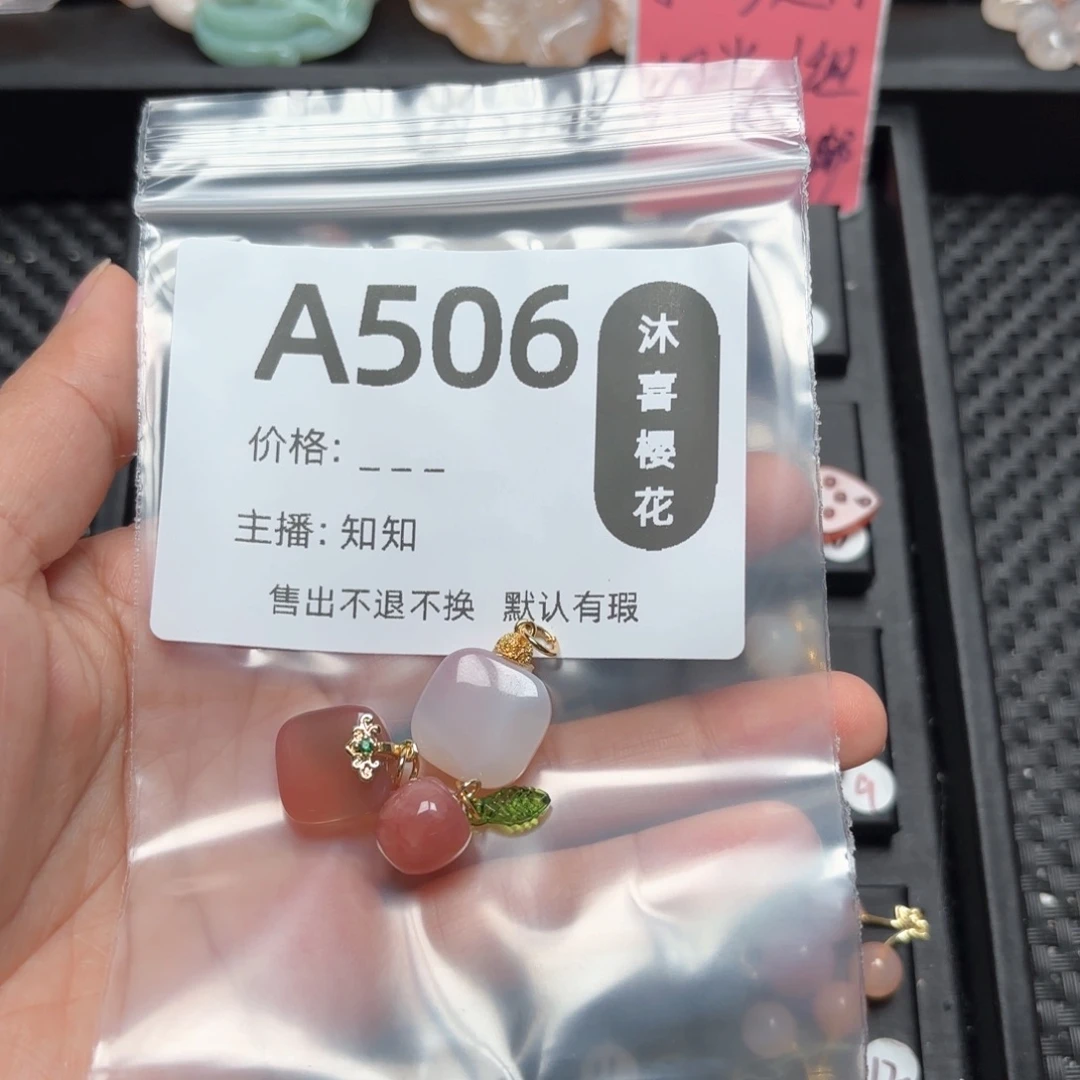 A506
沐喜樱花
价格: _ _ _
主播: 知知
售出不退不换 默认有瑕
9